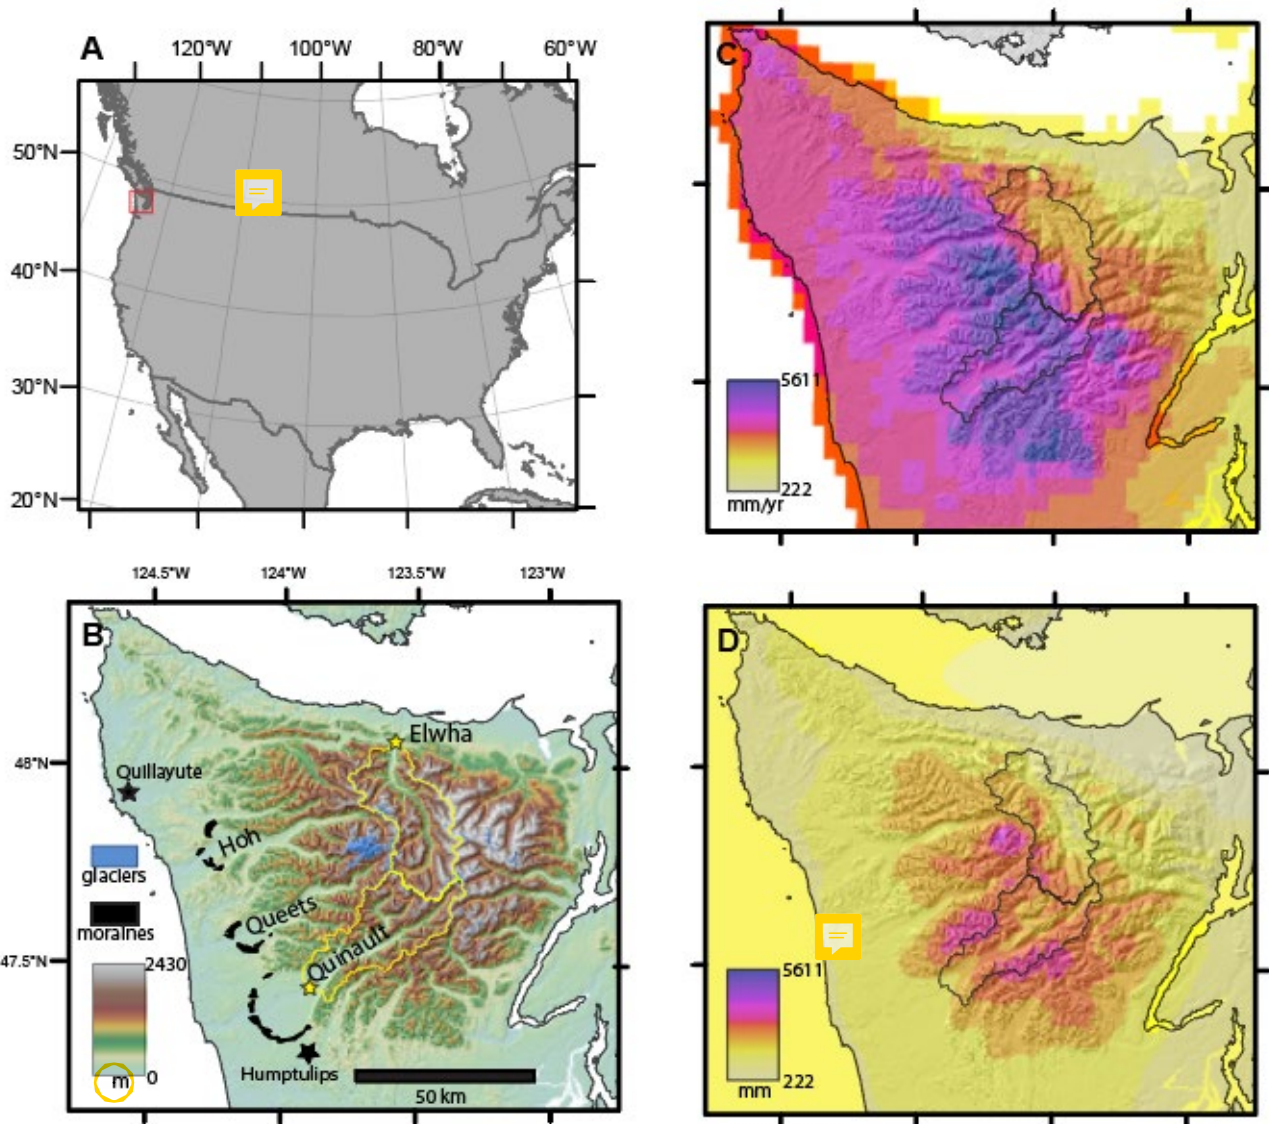 A
120°W 100°W 80°W 60°W
50°N
40°N
30°N
20°N
C
5611
222
mm/yr
124.5°W 124°W 123.5°W 123°W
B
Elwha
48°N
Quillayute
Hoh
glaciers
Queets
moraines
Quinault
47.5°N
2430
m 0
Humptulips
50 km
D
5611
222
mm